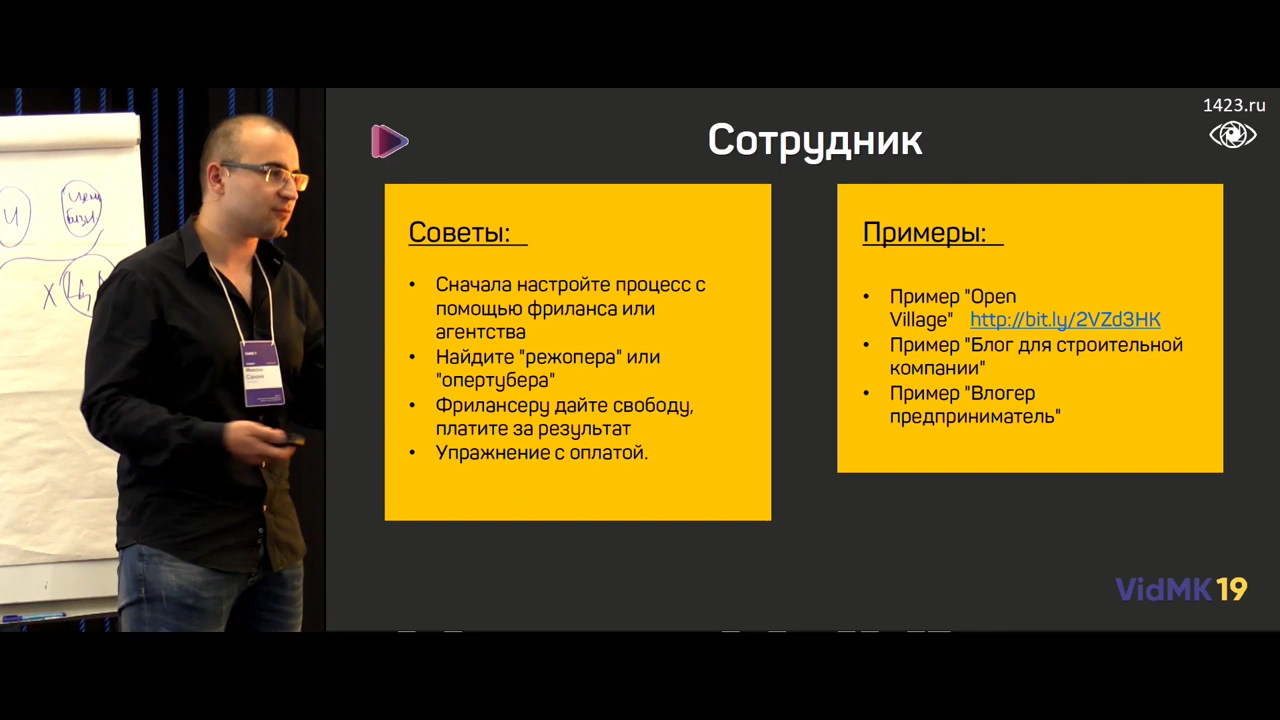 1423.ru
Сотрудник
Советы:
• Сначала настройте процесс с
помощью фриланса или
агентства
• Найдите "режопера" или
"опертубера"
• Фрилансеру дайте свободу,
платите за результат
• Упражнение с оплатой.
Примеры:
• Пример "Open
Village" http://bit.ly/2VZd3HK
• Пример "Блог для строительной
компании"
• Пример "Влогер
предприниматель"
VidMK 19